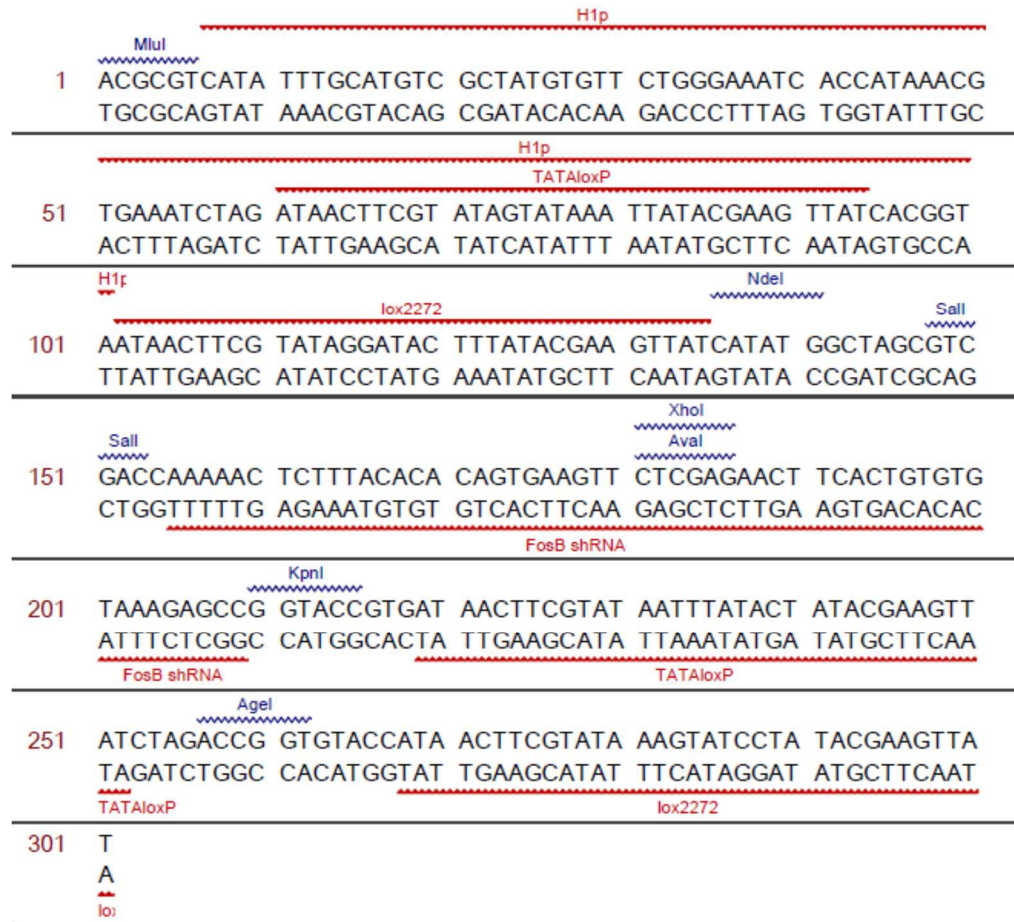 H1p
MluI
1 ACGCGTCATA TTTGCATGTC GCTATGTGTT CTGGGAAATC ACCATAAACG
TGCGCAGTAT AAACGTACAG CGATACACAA GACCCTTTAG TGGTATTTGC
H1p
TATAloxP
51 TGAAATCTAG ATAACTTCGT ATAGTATAAA TTATACGAAG TTATCACGGT
ACTTTAGATC TATTGAAGCA TATCATATTT AATATGCTTC AATAGTGCCA
H1p
NdeI
lox2272
SalI
101 AATAACTTCG TATAGGATAC TTTATACGAA GTTATCATAT GGCTAGCGTC
TTATTGAAGC ATATCCTATG AAATATGCTT CAATAGTATA CCGATCGCAG
XhoI
SalI AvaI
151 GACCAAAAAC TCTTTACACA CAGTGAAGTT CTCGAGAACT TCACTGTGTG
CTGGTTTTTG AGAAATGTGT GTCACTTCAA GAGCTCTTGA AGTGACACAC
FosB shRNA
KpnI
201 TAAAGAGCCG GTACCGTGAT AACTTCGTAT AATTTATACT ATACGAAGTT
ATTTCTCGGC CATGGCACTA TTGAAGCATA TTAAATATGA TATGCTTCAA
FosB shRNA TATAloxP
AgeI
251 ATCTAGACCG GTGTACCATA ACTTCGTATA AAGTATCCTA TACGAAGTTA
TAGATCTGGC CACATGGTAT TGAAGCATAT TTCATAGGAT ATGCTTCAAT
TATAloxP lox2272
301 T
A
lo